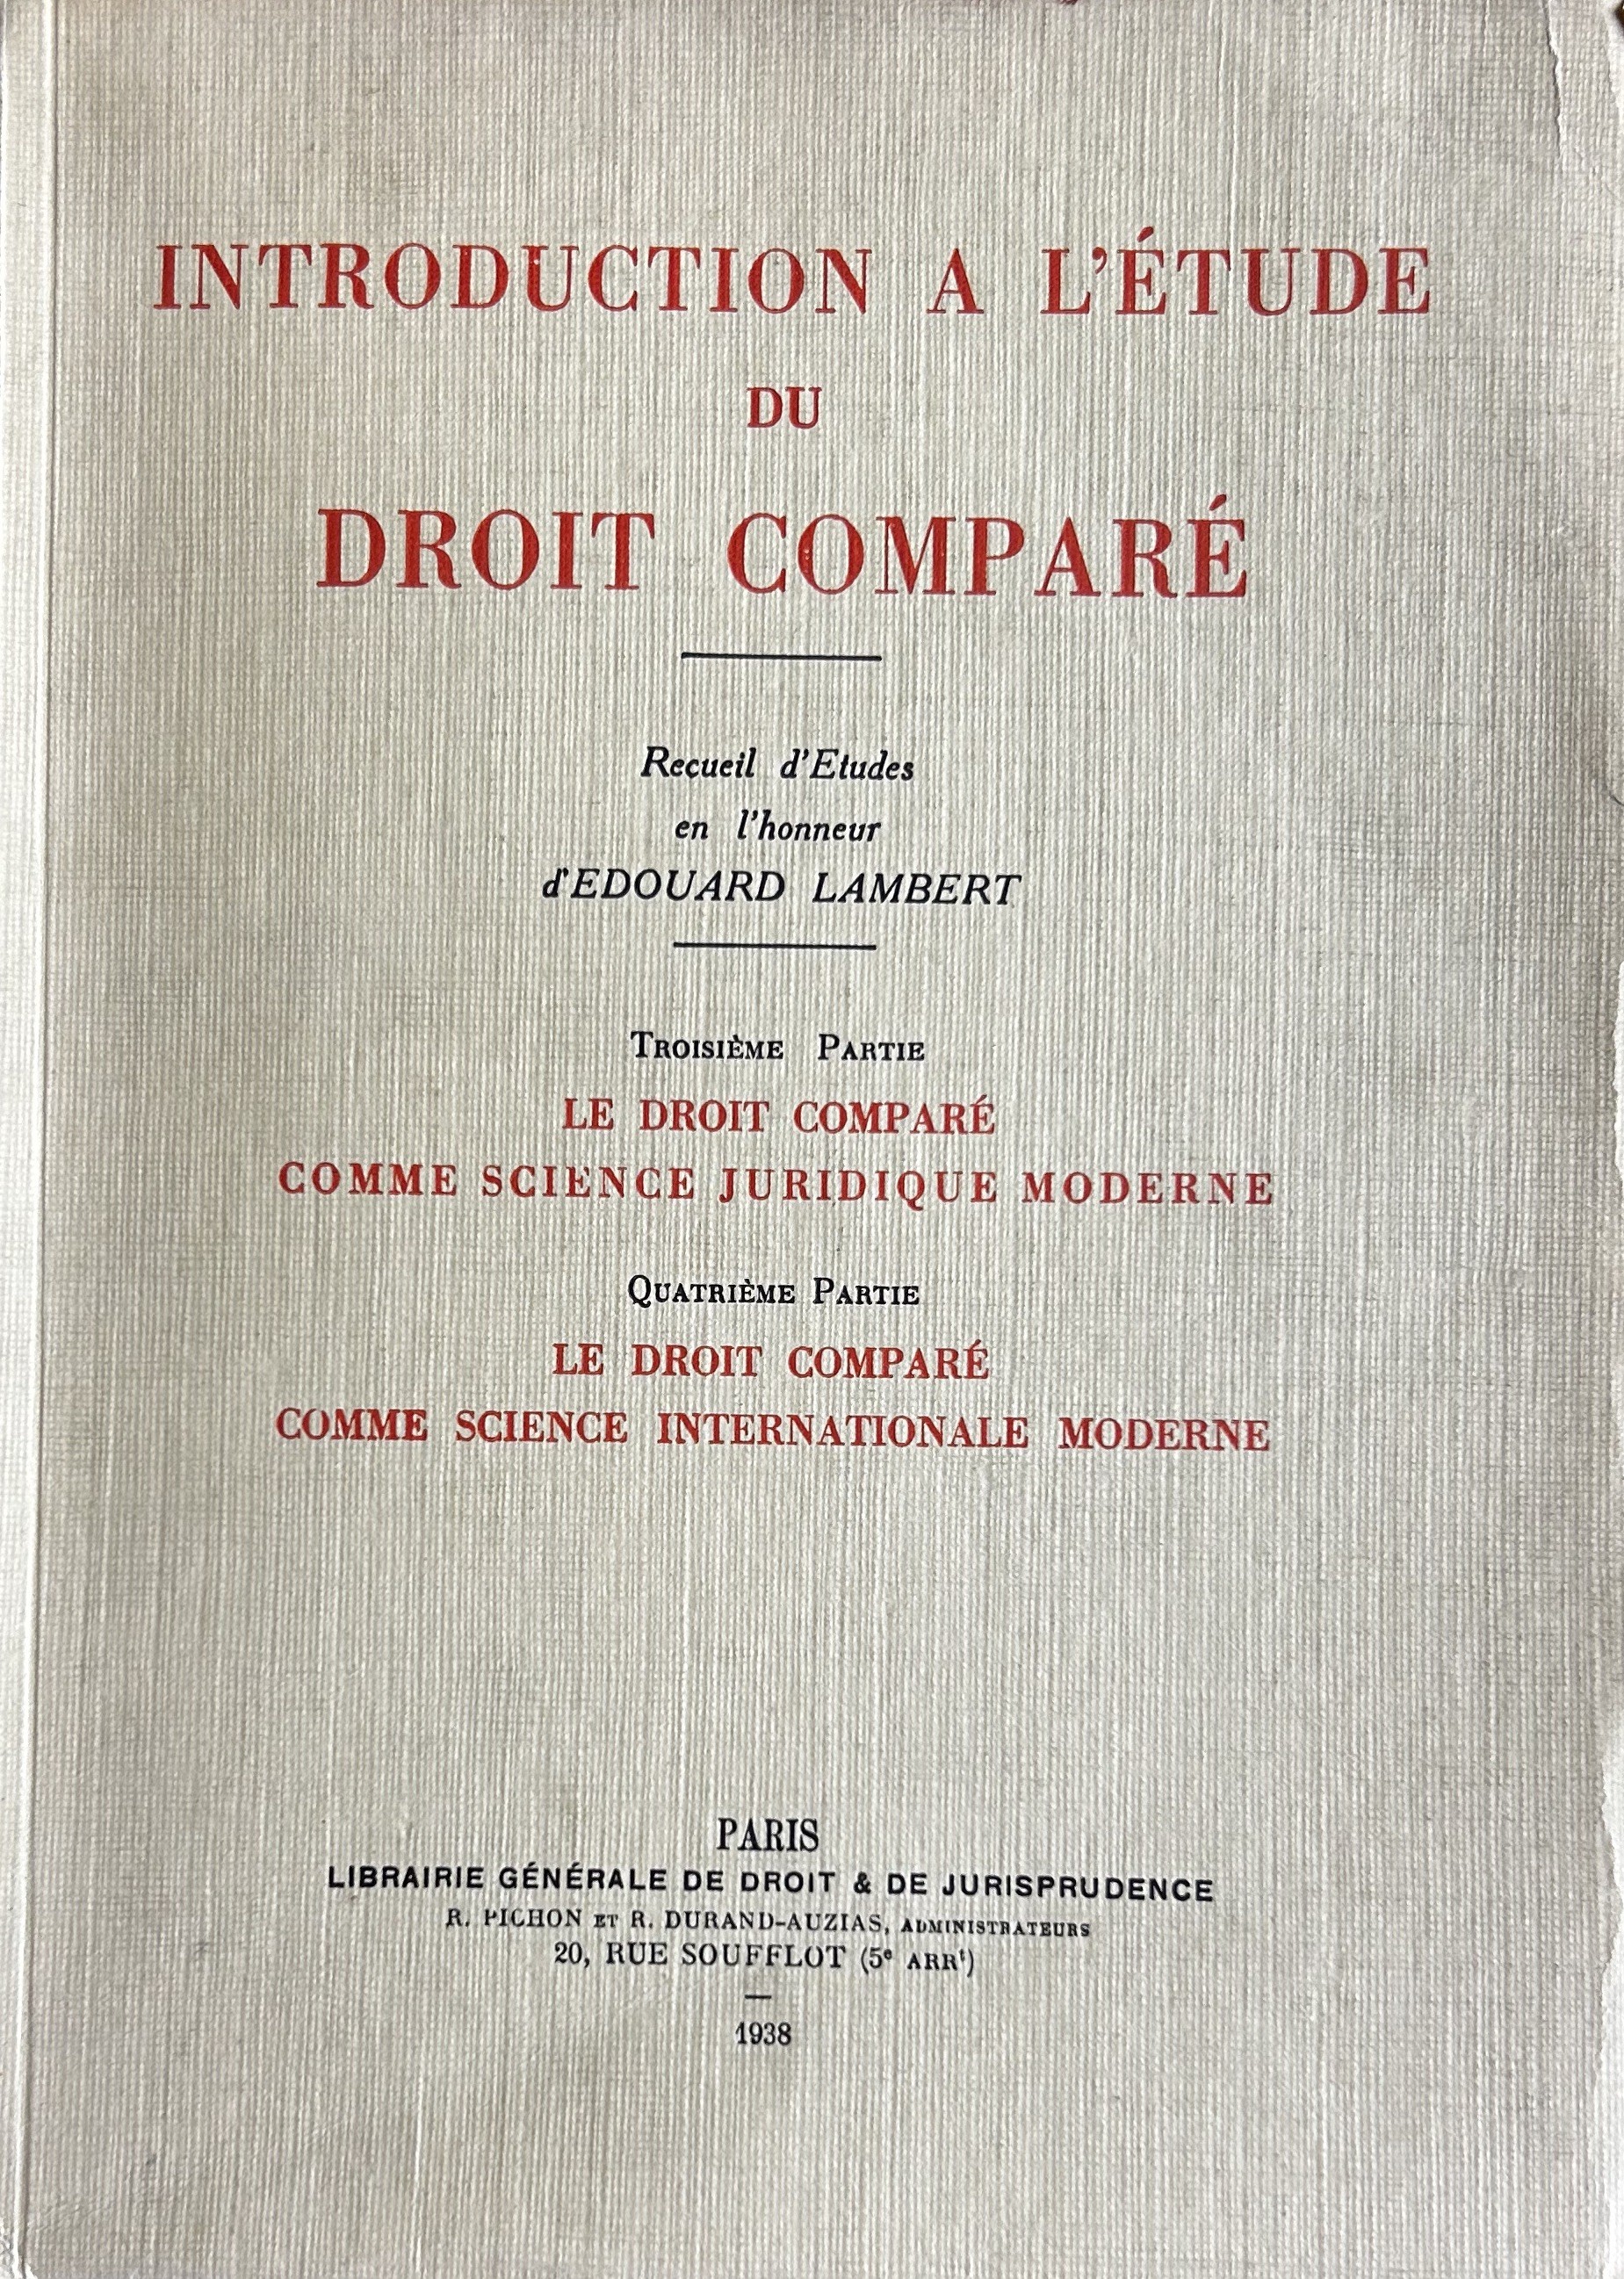 INTRODUCTION A L'ÉTUDE
DU
DROIT COMPARÉ
Recueil d'Etudes
en l'honneur
d'EDOUARD LAMBERT
TROISIÈME PARTIE
LE DROIT COMPARÉ
COMME SCIENCE JURIDIQUE MODERNE
QUATRIÈME PARTIE
LE DROIT COMPARÉ
COMME SCIENCE INTERNATIONALE MODERNE
PARIS
LIBRAIRIE GÉNÉRALE DE DROIT & DE JURISPRUDENCE
R. PICHON ET R. DURAND-AUZIAS, ADMINISTRATEURS
20, RUE SOUFFLOT (5e ARRt)
1938